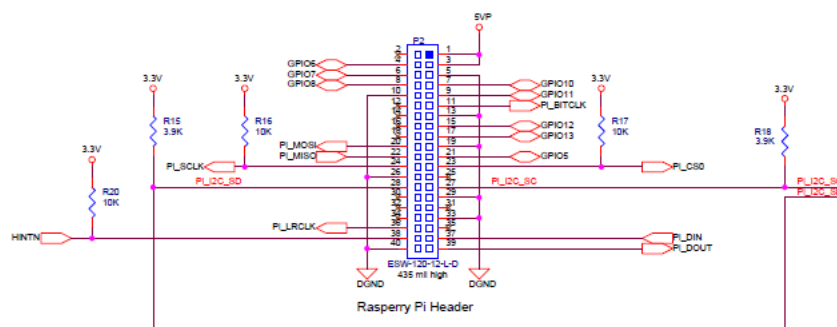 5VP
P2
2 1
4 3
6 5
8 7
10 9
12 11
14 13
16 15
18 17
20 19
22 21
24 23
26 25
28 27
30 29
32 31
34 33
36 35
38 37
40 39
GPIO6
GPIO7
GPIO8
GPIO10
GPIO11
PI_BITCLK
GPIO12
GPIO13
GPIO5
3.3V
R15
3.9K
3.3V
R16
10K
R17
10K
3.3V
3.3V
R18
3.9K
PI_MOSI
PI_MISO
PI_SCLK
PI_CS0
3.3V
R20
10K
PI_I2C_SD
PI_I2C_SC
PI_I2C_SC
HINTN
PI_LRCLK
PI_DIN
PI_DOUT
ESW-120-12-L-D
435 mil high
DGND
DGND
Rasperry Pi Header